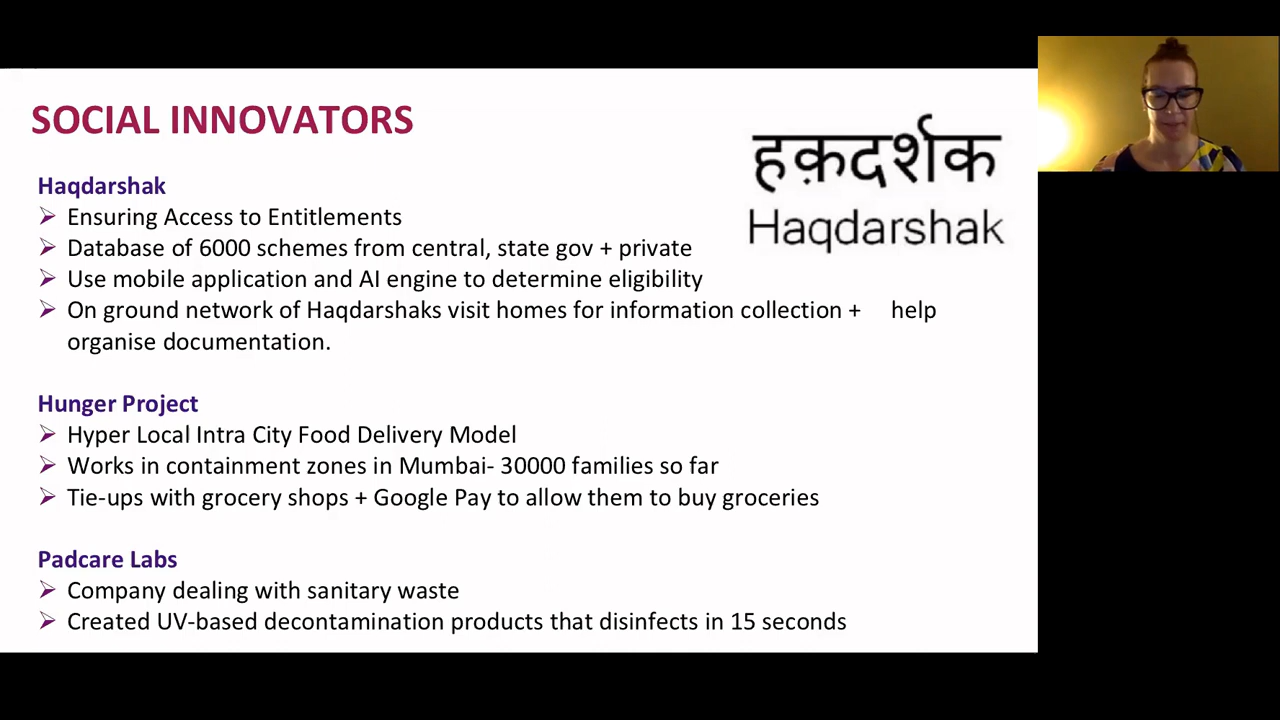 SOCIAL INNOVATORS
हक़दर्शक
Haqdarshak
Haqdarshak
➢ Ensuring Access to Entitlements
➢ Database of 6000 schemes from central, state gov + private
➢ Use mobile application and AI engine to determine eligibility
➢ On ground network of Haqdarshaks visit homes for information collection + help
organise documentation.
Hunger Project
➢ Hyper Local Intra City Food Delivery Model
➢ Works in containment zones in Mumbai- 30000 families so far
➢ Tie-ups with grocery shops + Google Pay to allow them to buy groceries
Padcare Labs
➢ Company dealing with sanitary waste
➢ Created UV-based decontamination products that disinfects in 15 seconds